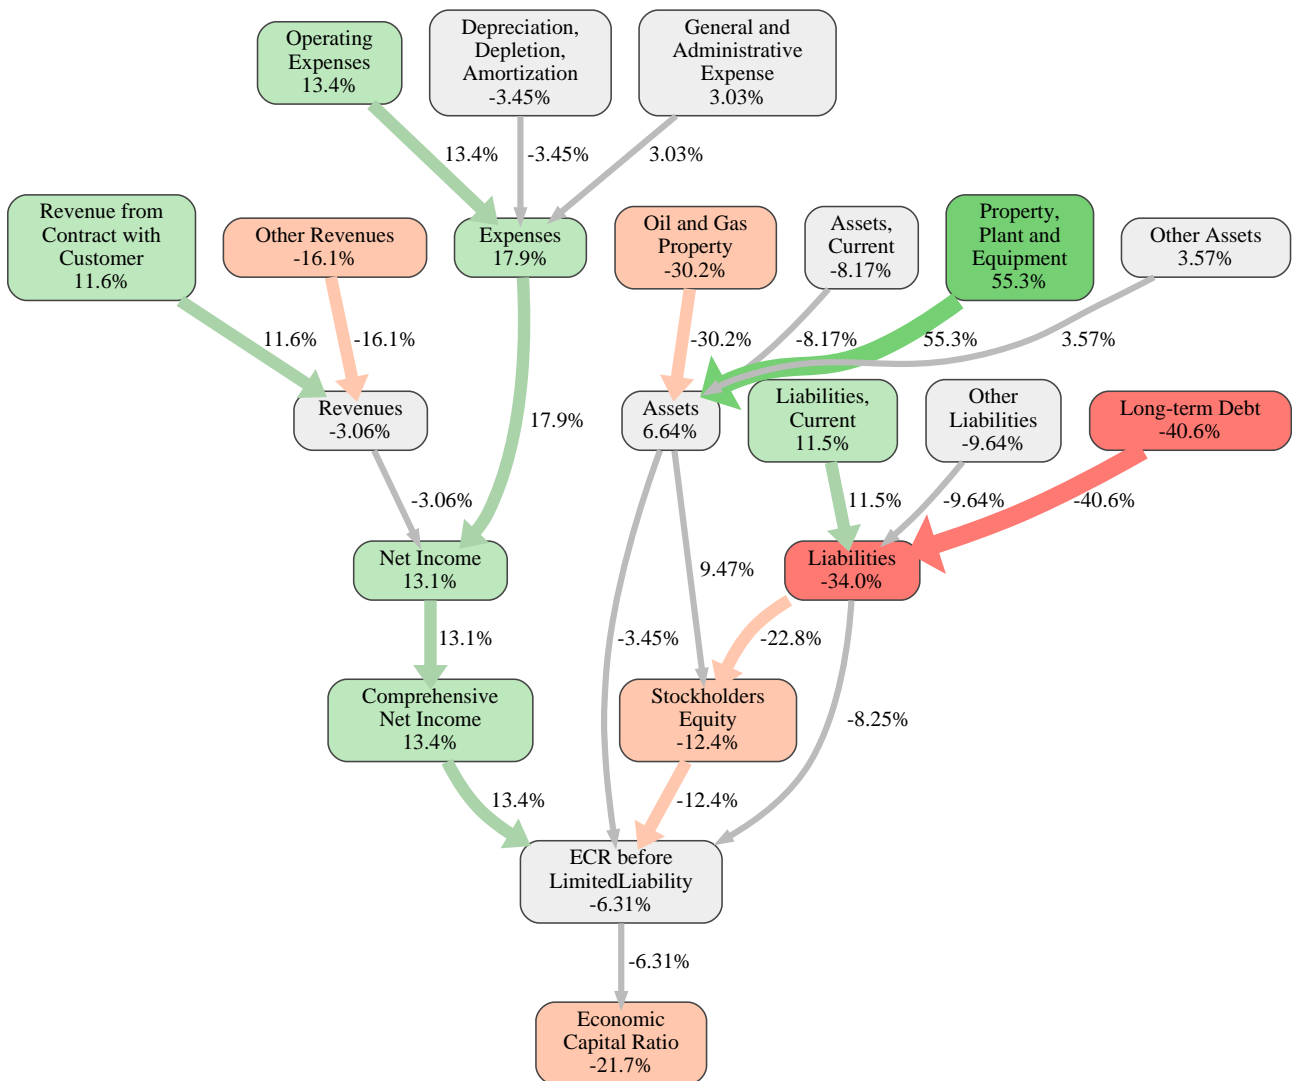 Operating
Expenses
13.4%
Depreciation,
Depletion,
Amortization
-3.45%
General and
Administrative
Expense
3.03%
13.4%
-3.45%
3.03%
Revenue from
Contract with
Customer
11.6%
Other Revenues
-16.1%
Expenses
17.9%
Oil and Gas
Property
-30.2%
Assets,
Current
-8.17%
Property,
Plant and
Equipment
55.3%
Other Assets
3.57%
11.6%
-16.1%
-30.2%
-8.17%
55.3%
3.57%
Revenues
-3.06%
17.9%
Assets
6.64%
Liabilities,
Current
11.5%
Other
Liabilities
-9.64%
Long-term Debt
-40.6%
-3.06%
11.5%
-9.64%
-40.6%
Net Income
13.1%
9.47%
Liabilities
-34.0%
13.1%
-3.45%
-22.8%
Comprehensive
Net Income
13.4%
Stockholders
Equity
-12.4%
-8.25%
13.4%
-12.4%
ECR before
LimitedLiability
-6.31%
-6.31%
Economic
Capital Ratio
-21.7%